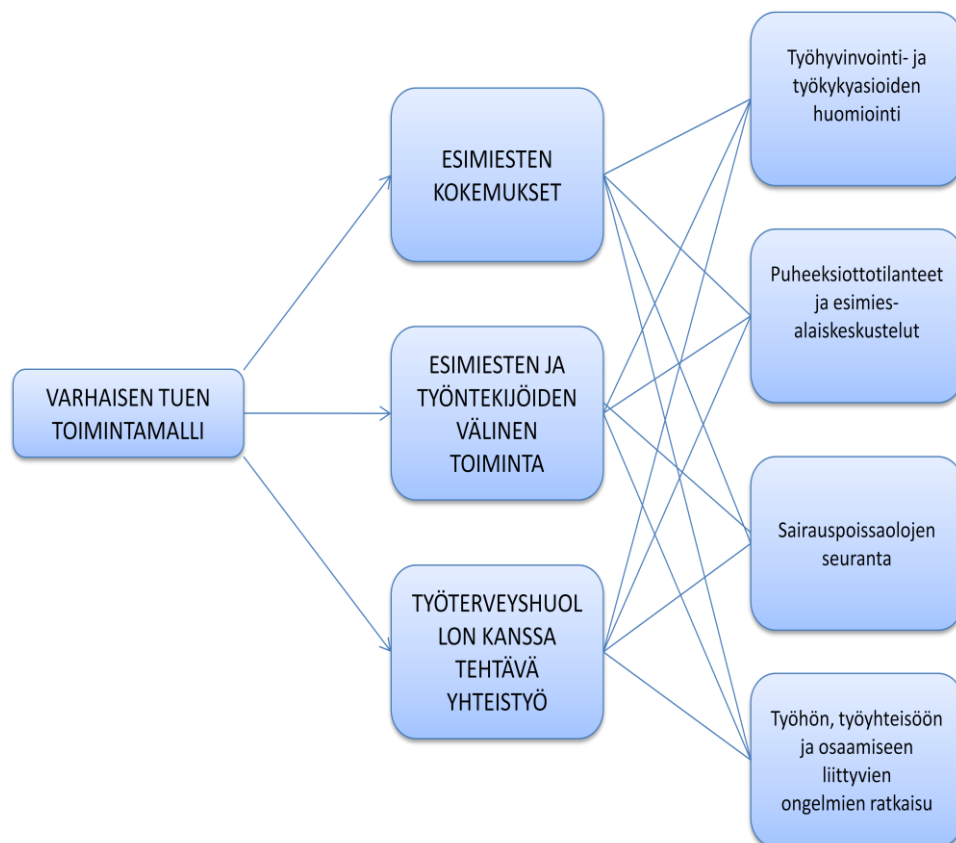 VARHAISEN TUEN
TOIMINTAMALLI
ESIMIESTEN
KOKEMUKSET
ESIMIESTEN JA
TYÖNTEKIJÖIDEN
VÄLINEN
TOIMINTA
TYÖTERVEYSHUOL
LON KANSSA
TEHTÄVÄ
YHTEISTYÖ
Työhyvinvointi- ja
työkykyasioiden
huomiointi
Puheeksiottotilanteet
ja esimies-
alaiskeskustelut
Sairauspoissaolojen
seuranta
Työhön, työyhteisöön
ja osaamiseen
liittyvien
ongelmien ratkaisu